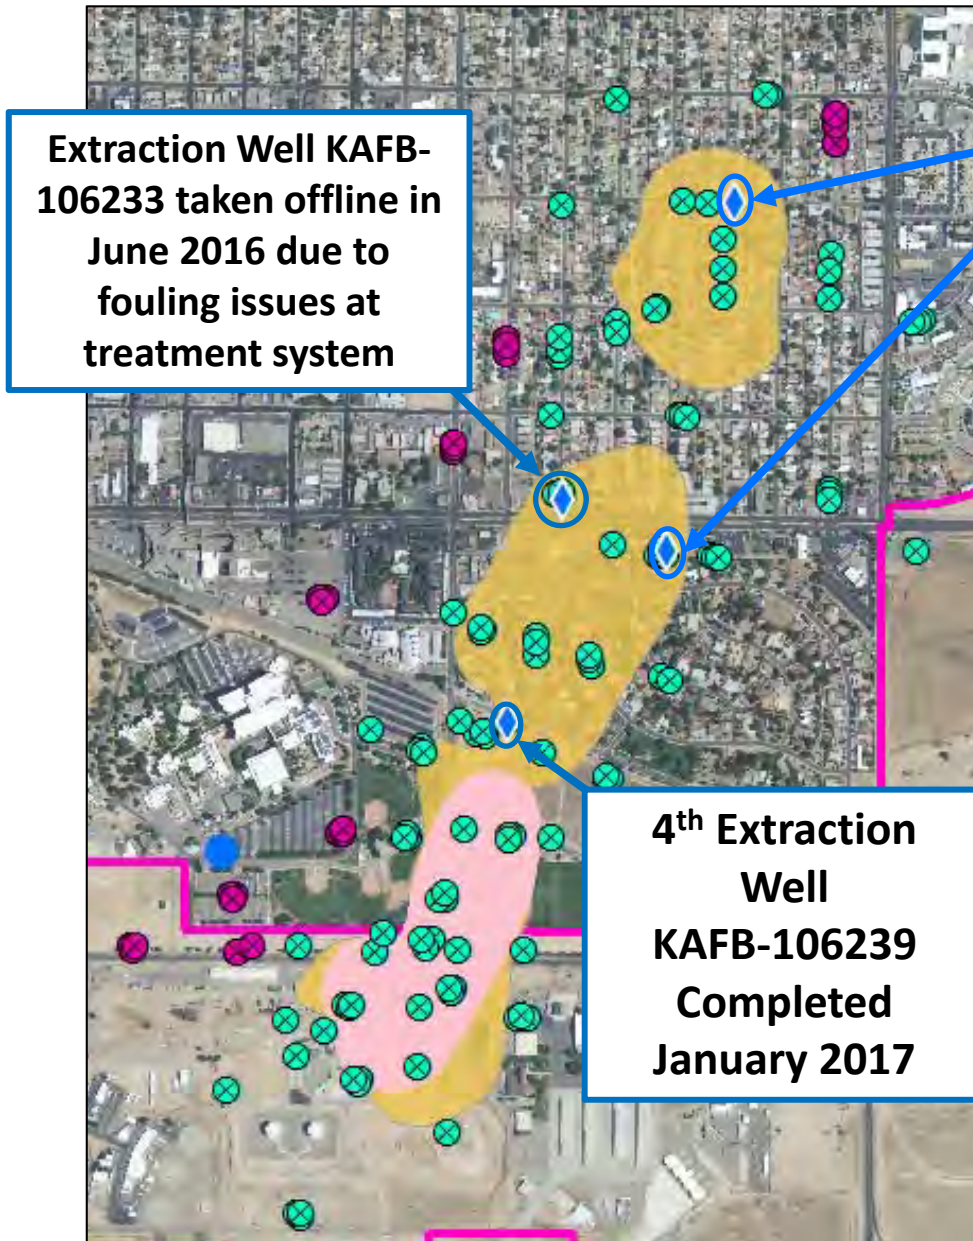 Extraction Well KAFB-
106233 taken offline in
June 2016 due to
fouling issues at
treatment system
4th Extraction
Well
KAFB-106239
Completed
January 2017